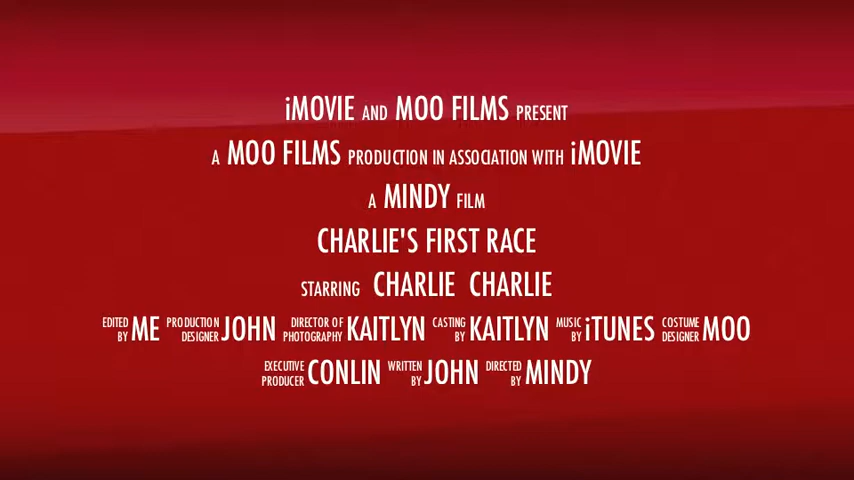 iMOVIE AND MOO FILMS PRESENT
A MOO FILMS PRODUCTION IN ASSOCIATION WITH iMOVIE
A MINDY FILM
CHARLIE'S FIRST RACE
STARRING CHARLIE CHARLIE
EDITED BY ME PRODUCTION DESIGNER JOHN DIRECTOR OF PHOTOGRAPHY KAITLYN CASTING BY KAITLYN MUSIC BY iTUNES COSTUME DESIGNER MOO
EXECUTIVE PRODUCER CONLIN WRITTEN BY JOHN DIRECTED BY MINDY